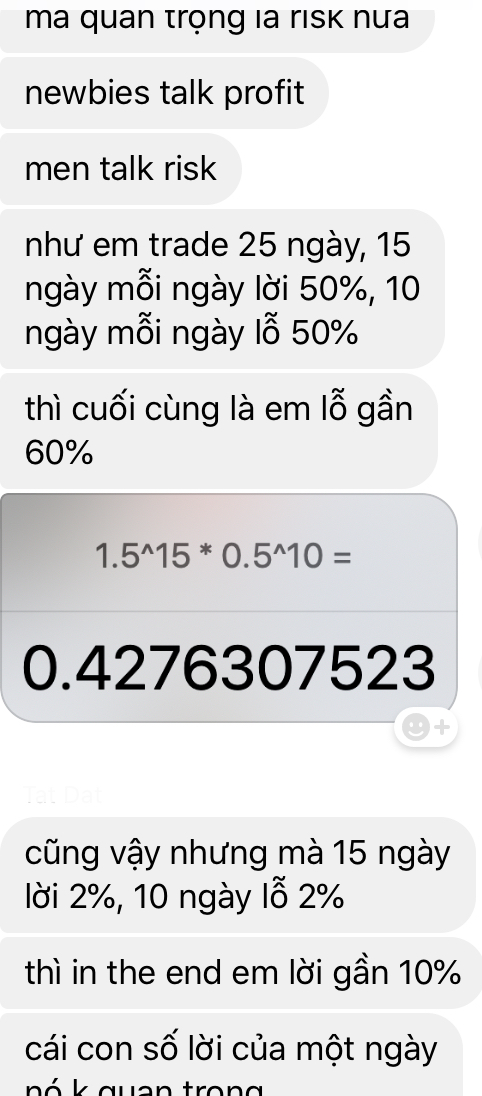 mà quan trọng là risk nữa
newbies talk profit
men talk risk
như em trade 25 ngày, 15
ngày mỗi ngày lời 50%, 10
ngày mỗi ngày lỗ 50%
thì cuối cùng là em lỗ gần
60%
1.5^15 * 0.5^10 =
0.4276307523
Tat Dat
cũng vậy nhưng mà 15 ngày
lời 2%, 10 ngày lỗ 2%
thì in the end em lời gần 10%
cái con số lời của một ngày
nó k quan trọng